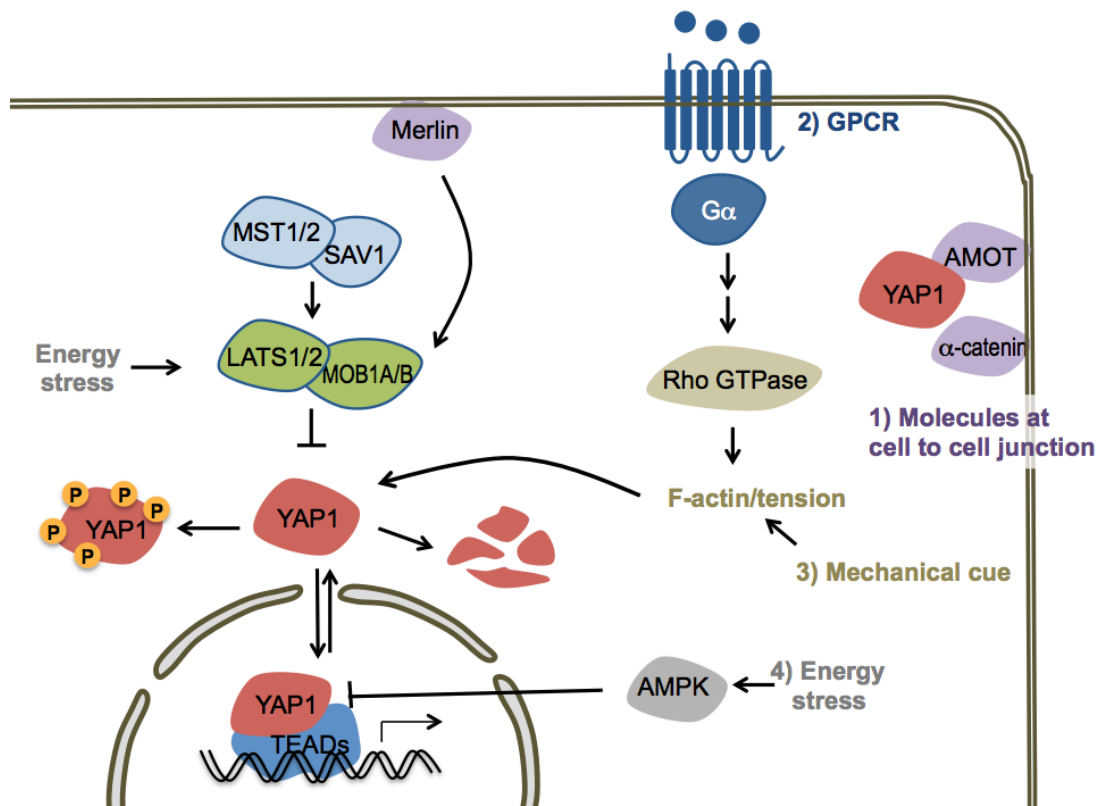 Merlin
2) GPCR
Gα
MST1/2
SAV1
AMOT
YAP1
α-catenin
LATS1/2
MOB1A/B
Energy
stress
Rho GTPase
1) Molecules at
cell to cell junction
F-actin/tension
3) Mechanical cue
P
P
P
P
P
YAP1
YAP1
4) Energy
stress
AMPK
YAP1
TEADs